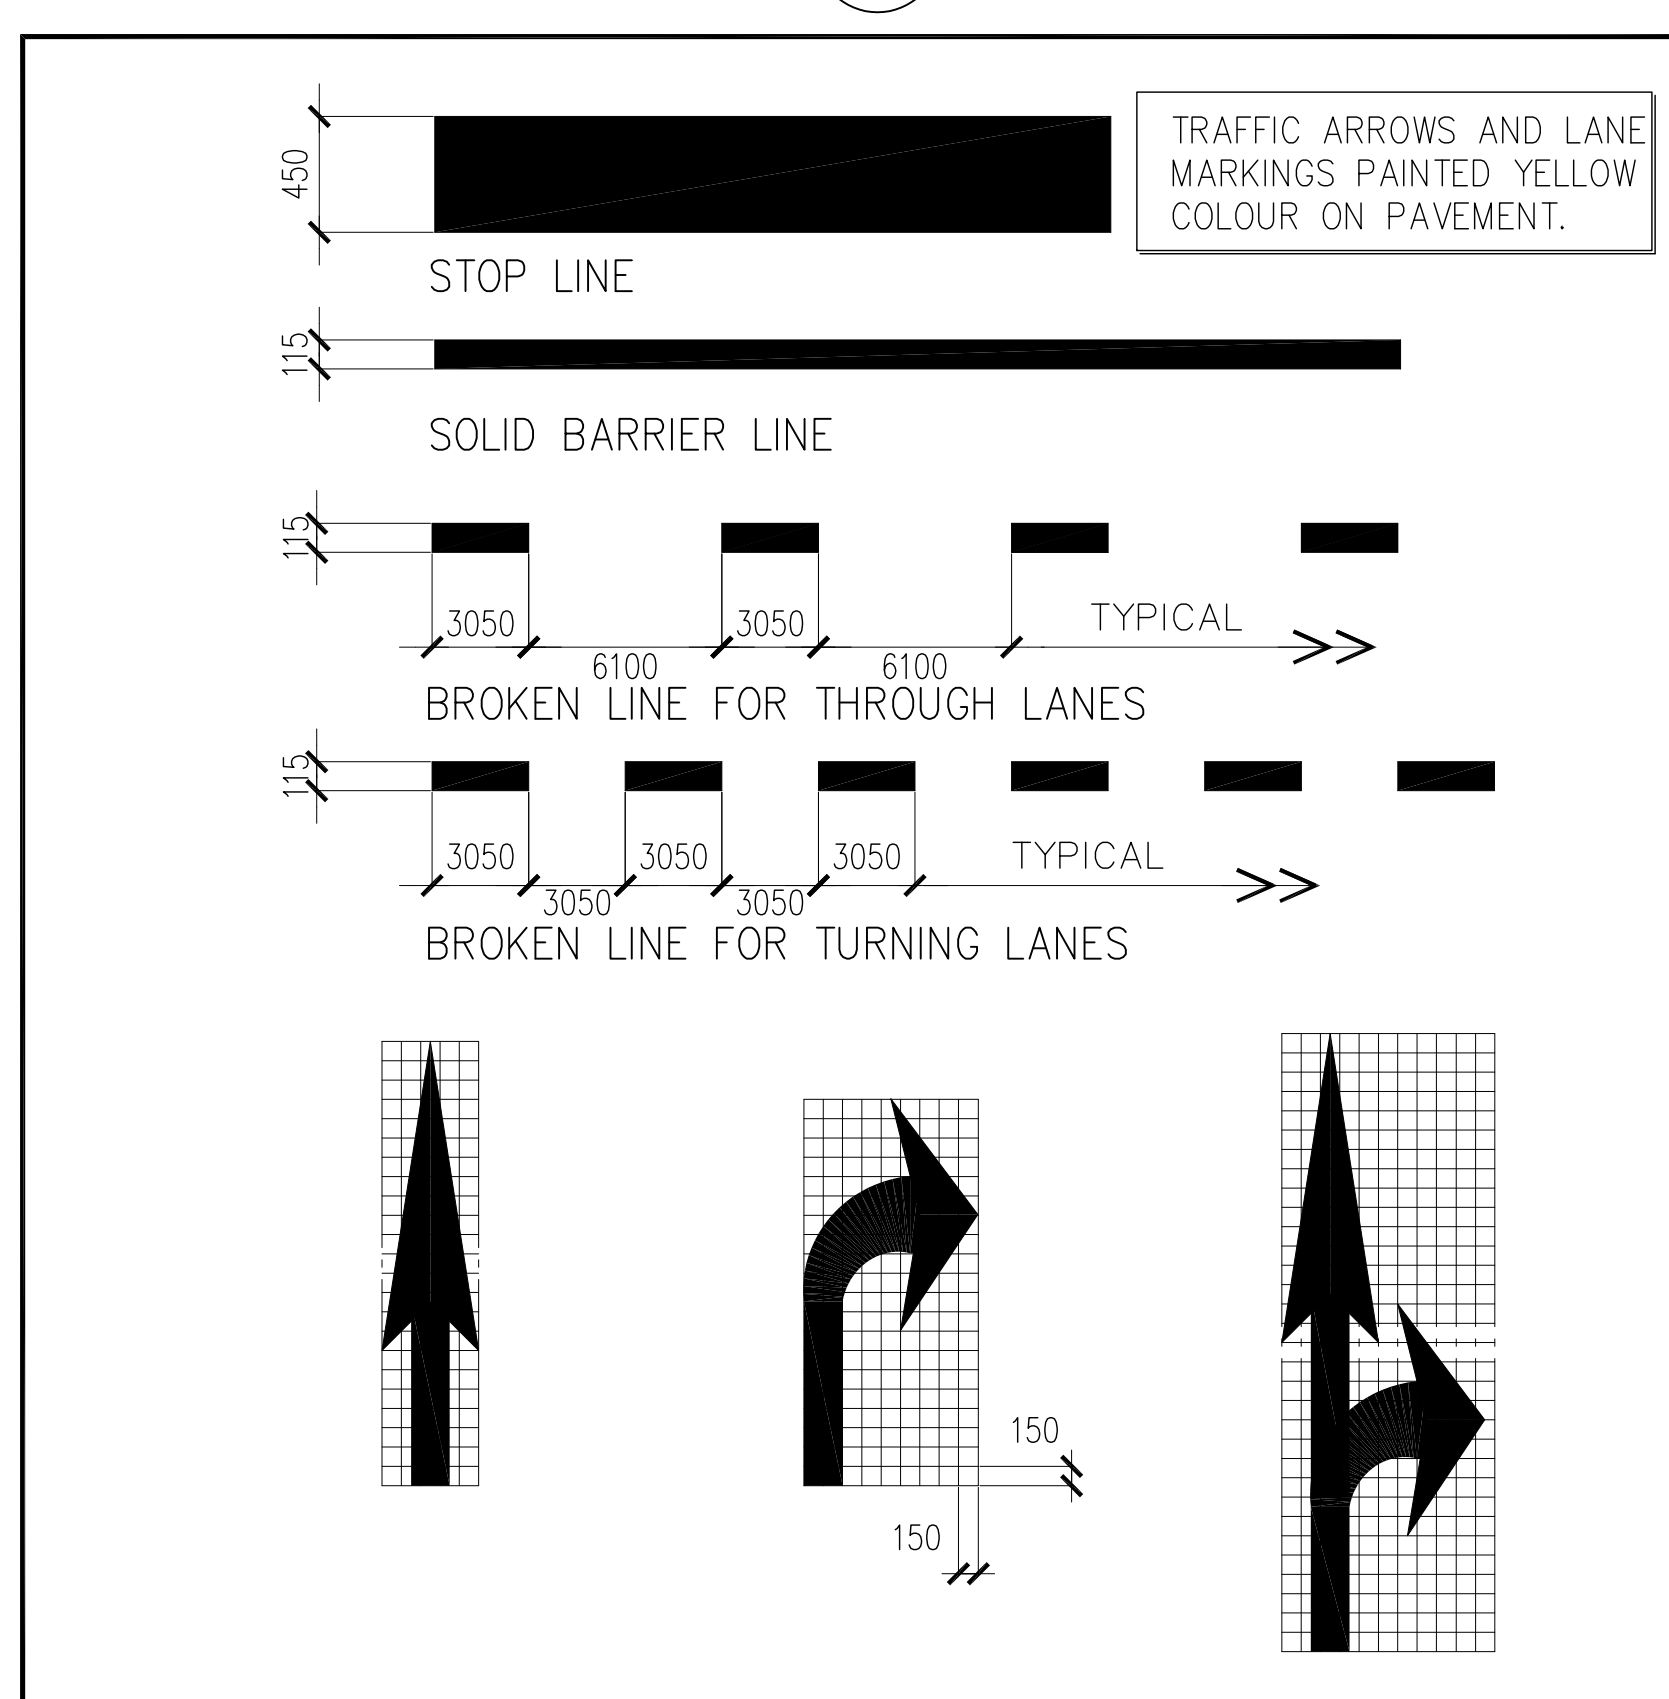 TRAFFIC ARROWS AND LANE
MARKINGS PAINTED YELLOW
COLOUR ON PAVEMENT.
450
STOP LINE
115
SOLID BARRIER LINE
115
3050 3050 TYPICAL
6100 6100
BROKEN LINE FOR THROUGH LANES
115
3050 3050 3050 TYPICAL
3050 3050
BROKEN LINE FOR TURNING LANES
150
150